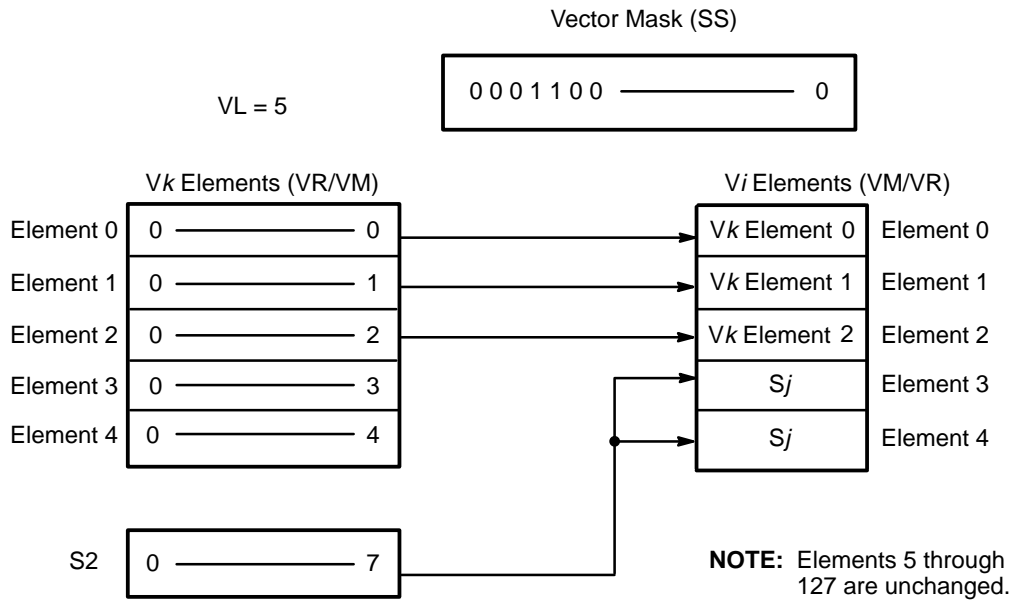 Vector Mask (SS)
0 0 0 1 1 0 0 0
VL = 5
Vk Elements (VR/VM) Vi Elements (VM/VR)
Element 0 0 0 Vk Element 0 Element 0
Element 1 0 1 Vk Element 1 Element 1
Element 2 0 2 Vk Element 2 Element 2
Element 3 0 3 Sj Element 3
Element 4 0 4 Sj Element 4
S2 0 7
NOTE: Elements 5 through
127 are unchanged.